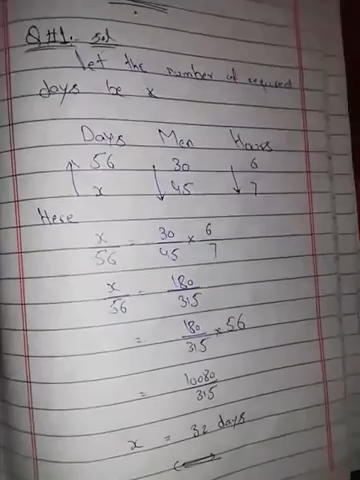 Q#1. sol
Let the number of required
days be x
Days Men Hours
56 30 6
x 45 7
Here
x/56 = 30/45 × 6/7
x/56 = 180/315
= 180/315 × 56
= 10080/315
x = 32 days